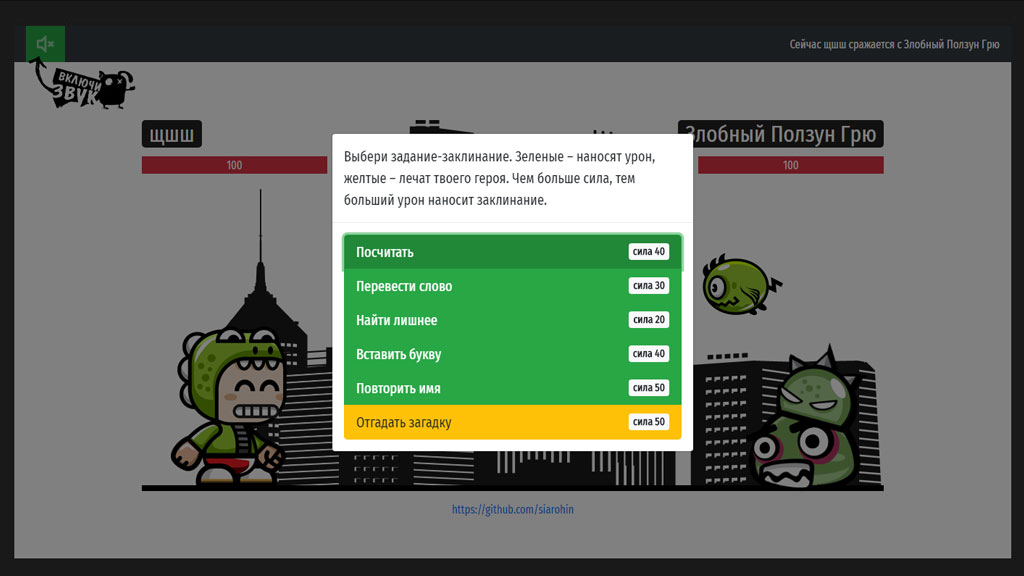 Сейчас щшш сражается с Злобный Ползун Грю
ВКЛЮЧИ
ЗВУК
щшш
Злобный Ползун Грю
100
100
Выбери задание-заклинание. Зеленые – наносят урон,
желтые – лечат твоего героя. Чем больше сила, тем
больший урон наносит заклинание.
Посчитать сила 40
Перевести слово сила 30
Найти лишнее сила 20
Вставить букву сила 40
Повторить имя сила 50
Отгадать загадку сила 50
https://github.com/siarohin